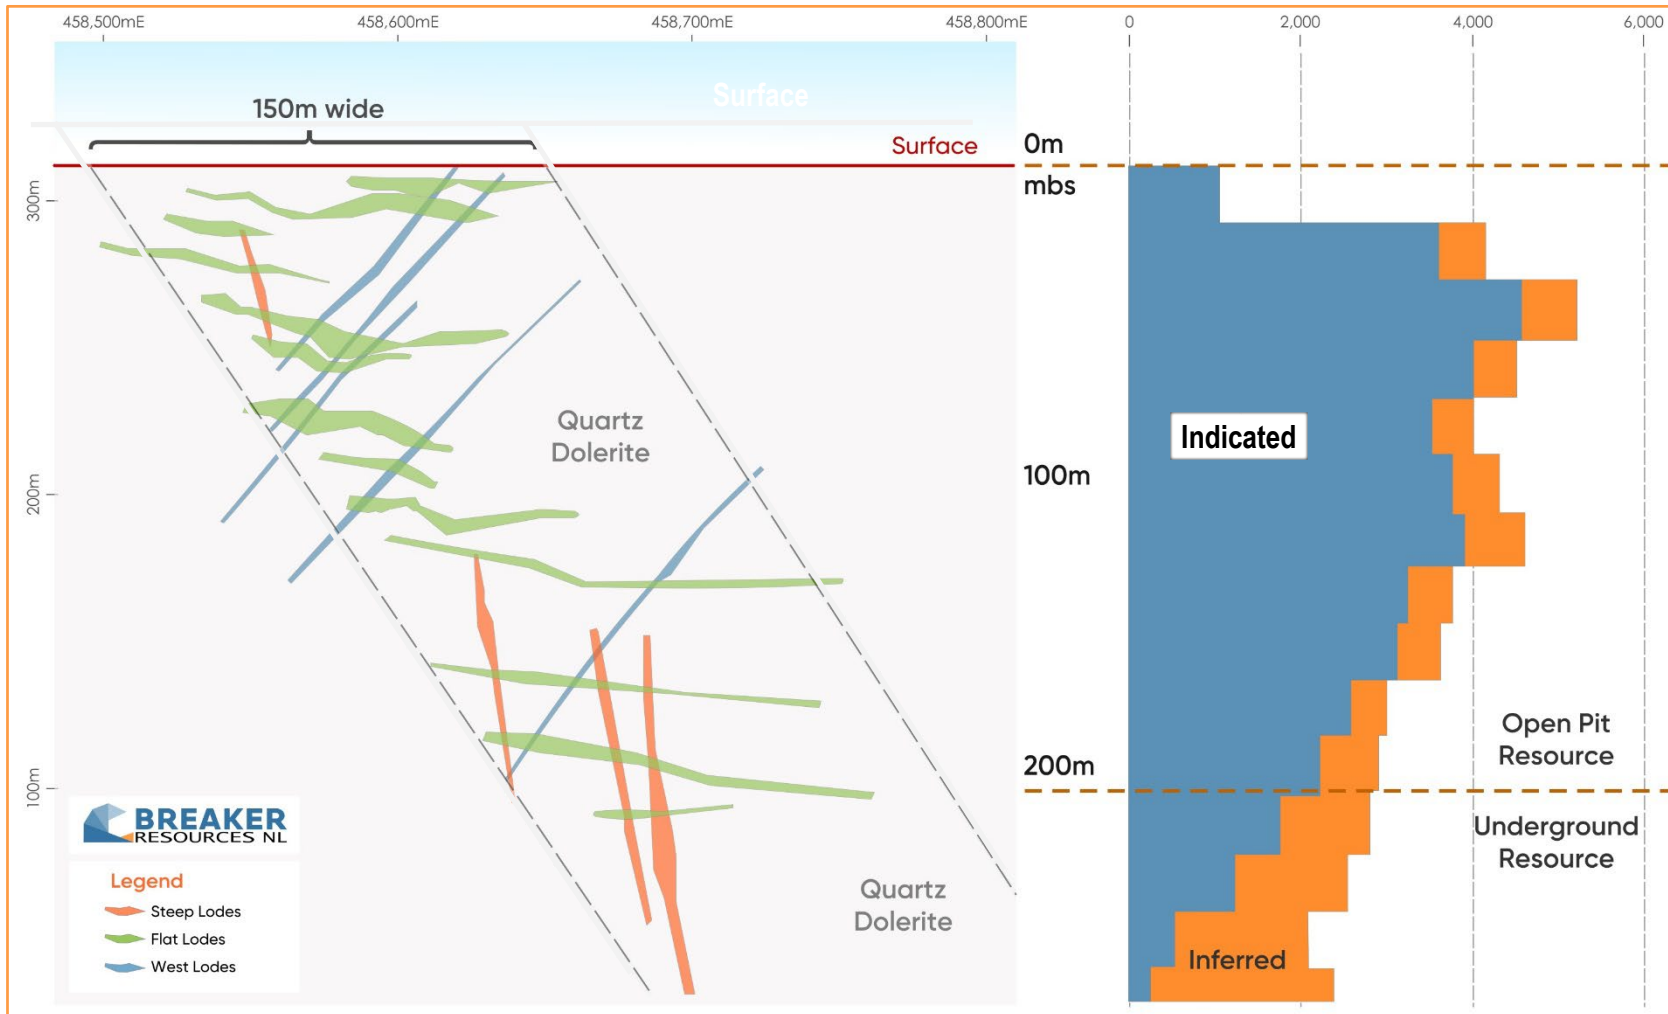 458,500mE
458,600mE
458,700mE
458,800mE
0
2,000
4,000
6,000
Surface
150m wide
Surface
0m
mbs
300m
Quartz
Dolerite
Indicated
100m
200m
Open Pit
Resource
200m
100m
BREAKER
RESOURCES NL
Underground
Resource
Legend
Steep Lodes
Flat Lodes
West Lodes
Quartz
Dolerite
Inferred